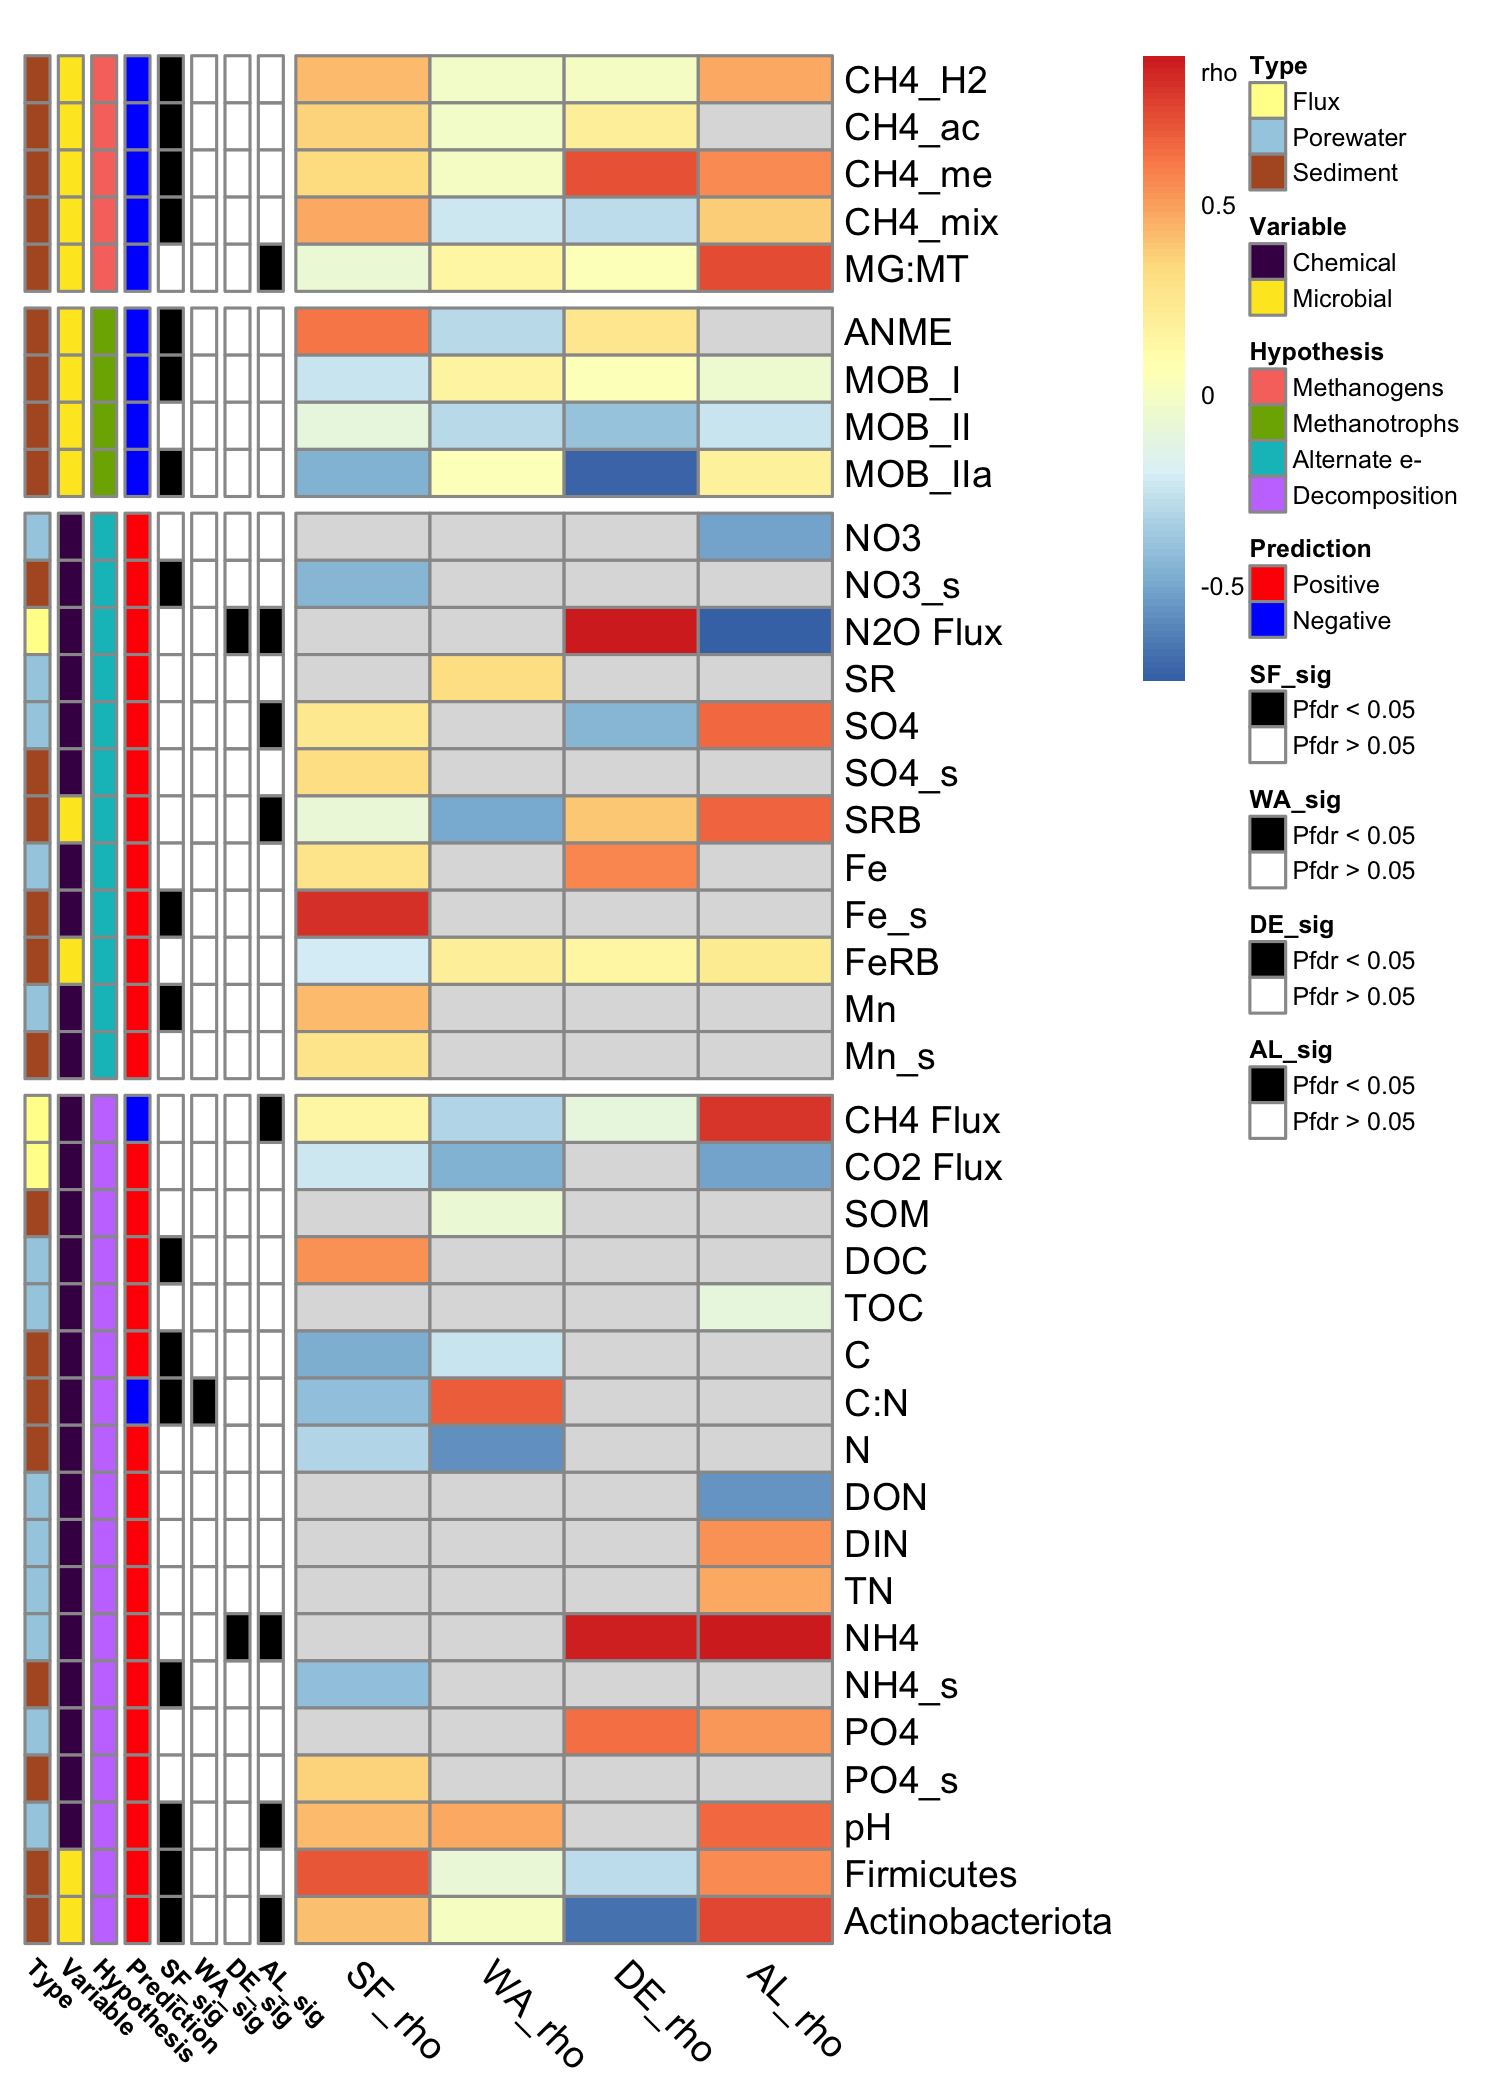 CH4_H2
CH4_ac
CH4_me
CH4_mix
MG:MT
ANME
MOB_I
MOB_II
MOB_IIa
NO3
NO3_s
N2O Flux
SR
SO4
SO4_s
SRB
Fe
Fe_s
FeRB
Mn
Mn_s
CH4 Flux
CO2 Flux
SOM
DOC
TOC
C
C:N
N
DON
DIN
TN
NH4
NH4_s
PO4
PO4_s
pH
Firmicutes
Actinobacteriota
Type
Variable
Hypothesis
Prediction
SF_sig
WA_sig
DE_sig
AL_sig
SF_rho
WA_rho
DE_rho
AL_rho
rho
0.5
0
-0.5
Type
Flux
Porewater
Sediment
Variable
Chemical
Microbial
Hypothesis
Methanogens
Methanotrophs
Alternate e-
Decomposition
Prediction
Positive
Negative
SF_sig
Pfdr < 0.05
Pfdr > 0.05
WA_sig
Pfdr < 0.05
Pfdr > 0.05
DE_sig
Pfdr < 0.05
Pfdr > 0.05
AL_sig
Pfdr < 0.05
Pfdr > 0.05